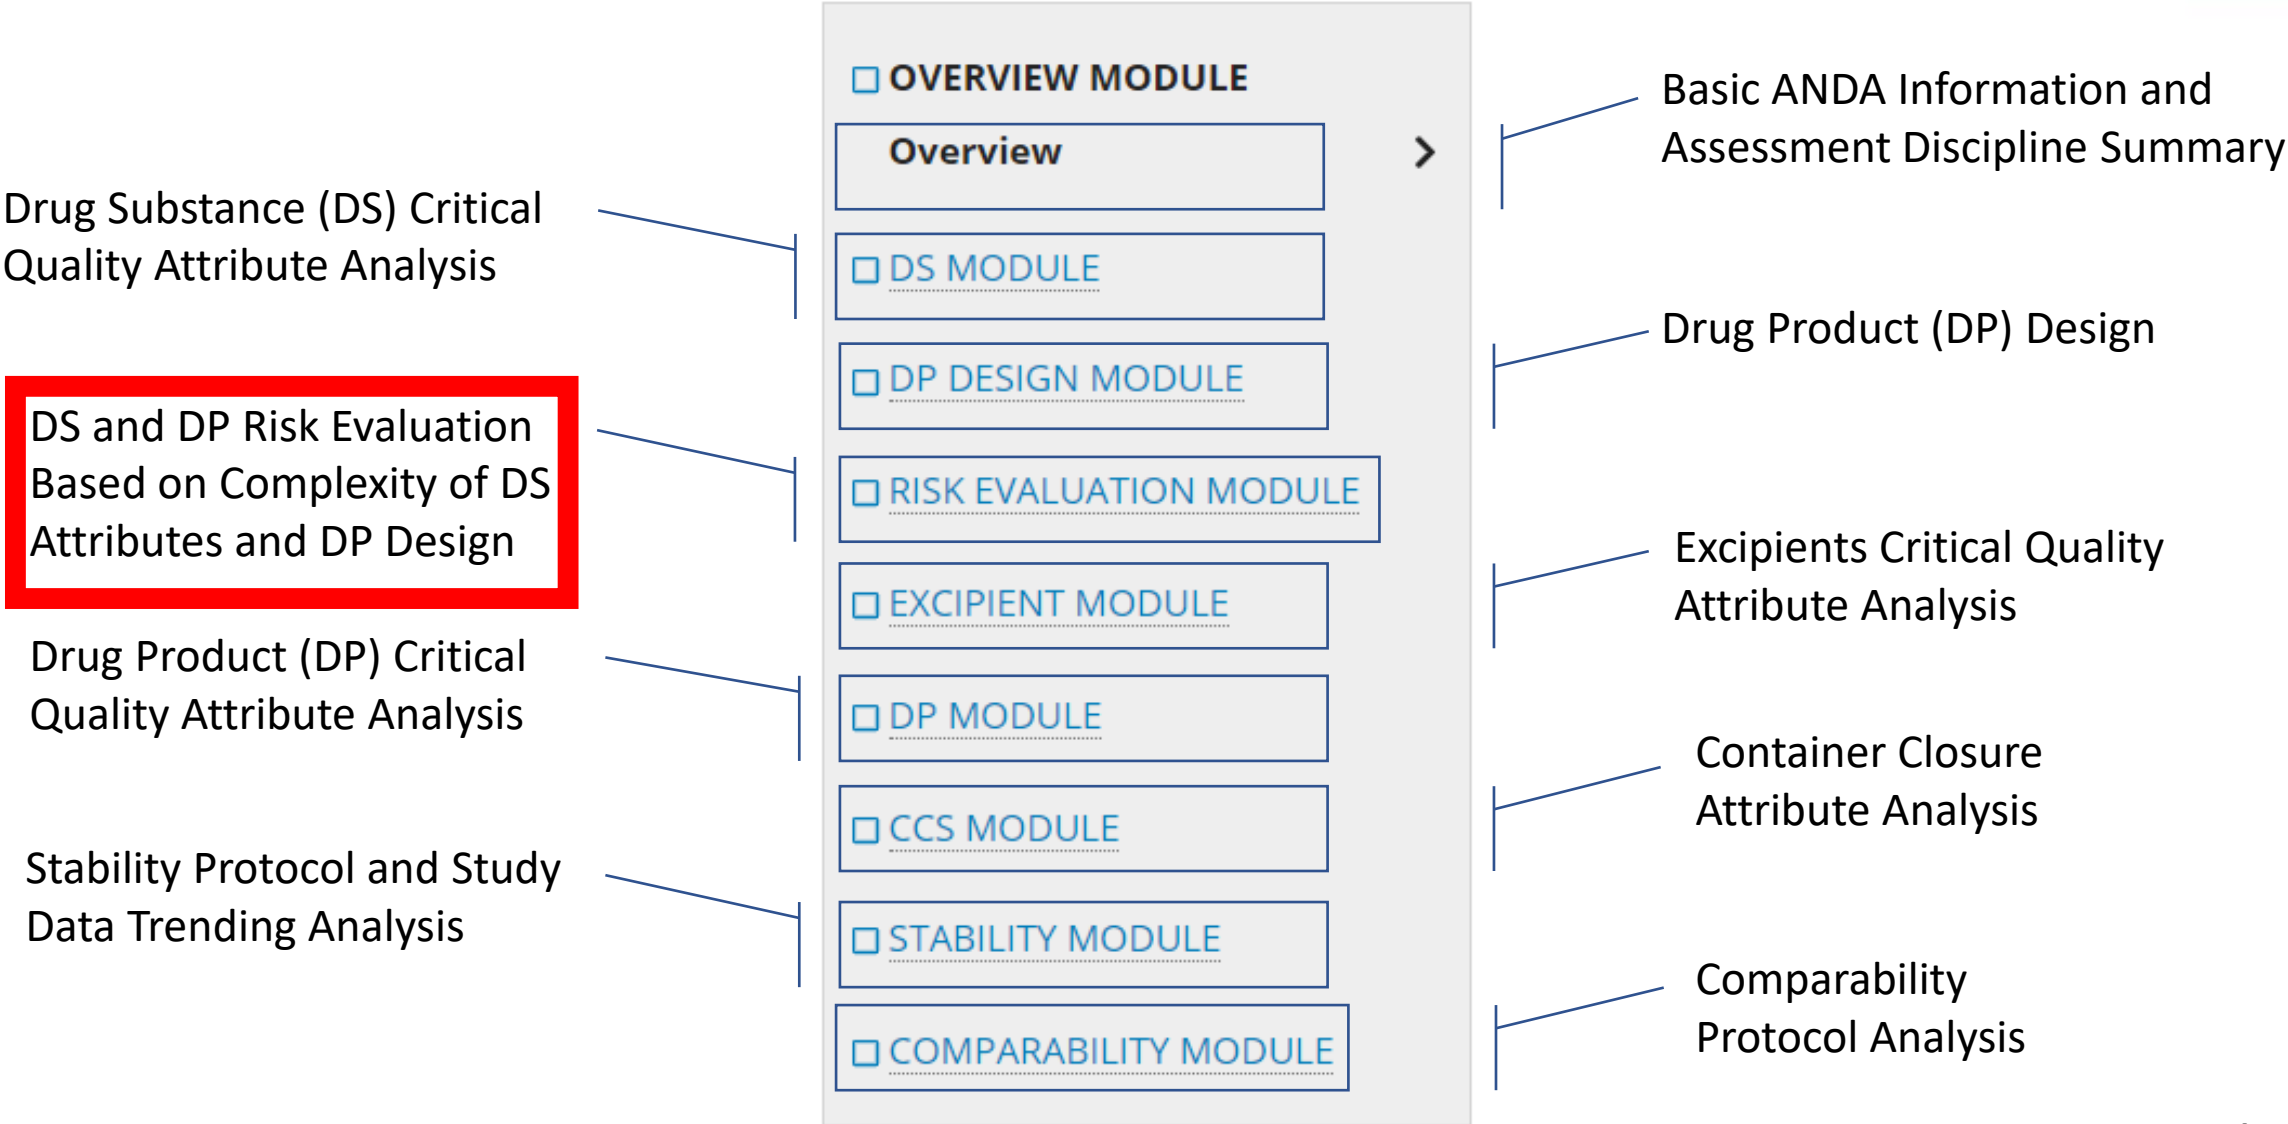 OVERVIEW MODULE
Overview
Basic ANDA Information and
Assessment Discipline Summary
Drug Substance (DS) Critical
Quality Attribute Analysis
DS MODULE
Drug Product (DP) Design
DP DESIGN MODULE
DS and DP Risk Evaluation
Based on Complexity of DS
Attributes and DP Design
RISK EVALUATION MODULE
Excipients Critical Quality
Attribute Analysis
EXCIPIENT MODULE
Drug Product (DP) Critical
Quality Attribute Analysis
DP MODULE
Container Closure
Attribute Analysis
CCS MODULE
Stability Protocol and Study
Data Trending Analysis
STABILITY MODULE
Comparability
Protocol Analysis
COMPARABILITY MODULE